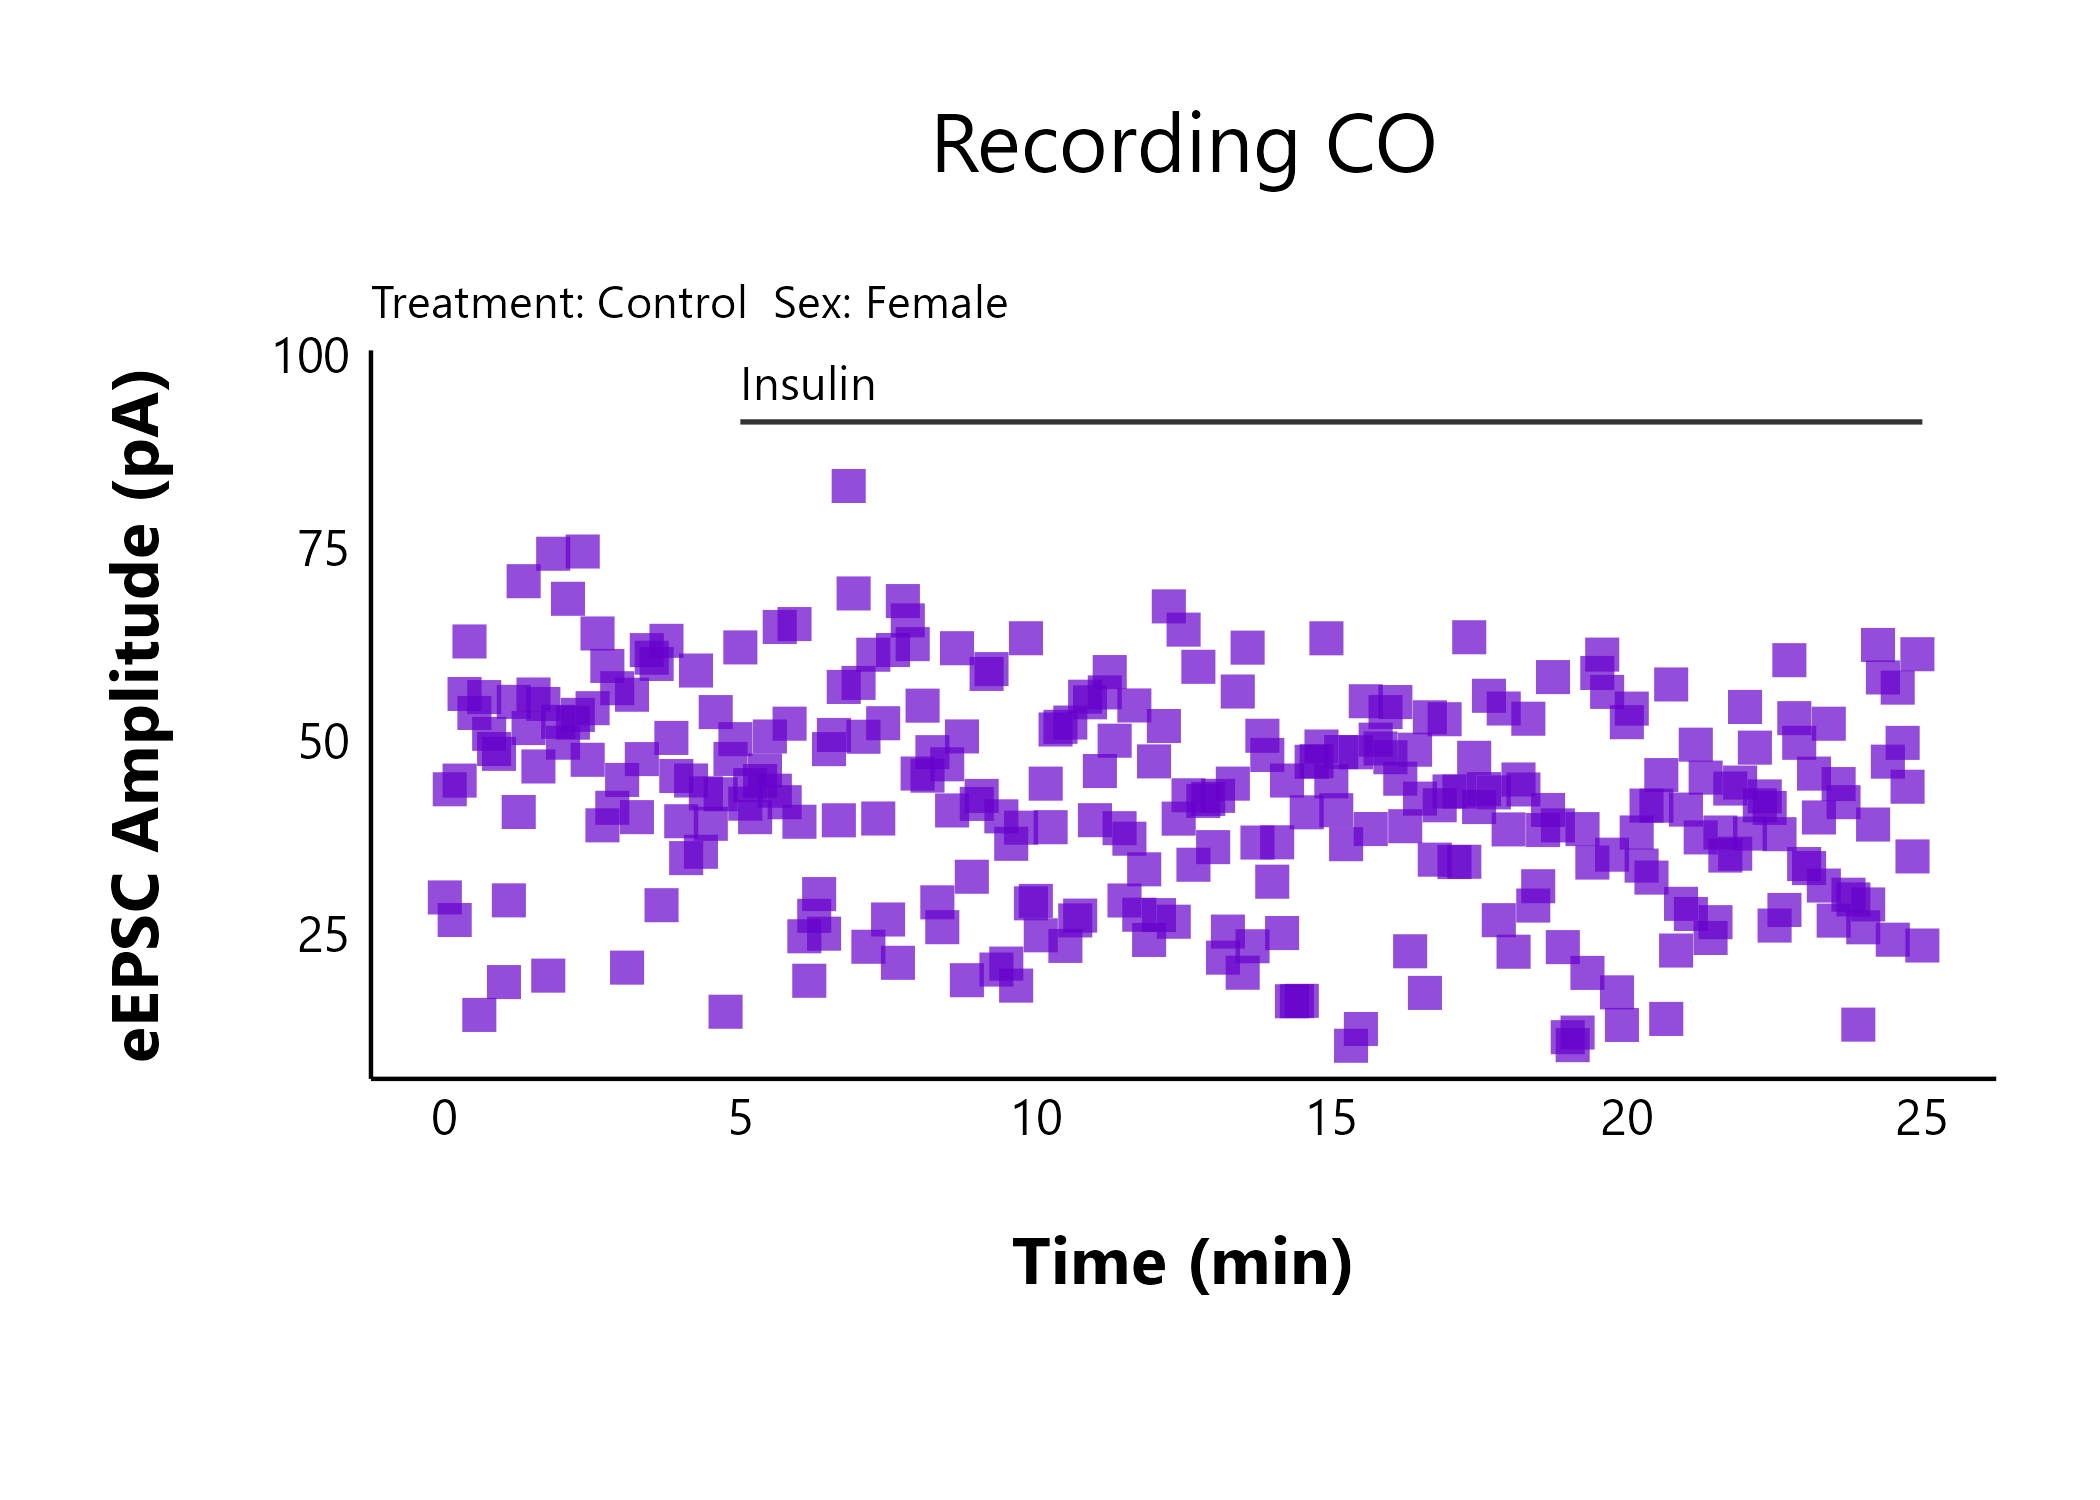 Recording CO
Treatment: Control  Sex: Female
100
Insulin
75
50
25
eEPSC Amplitude (pA)
0 5 10 15 20 25
Time (min)